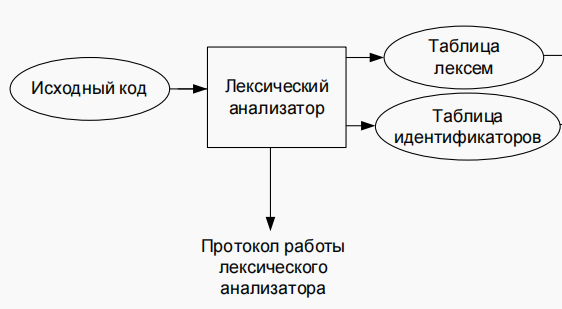 Исходный код
Лексический
анализатор
Таблица
лексем
Таблица
идентификаторов
Протокол работы
лексического
анализатора